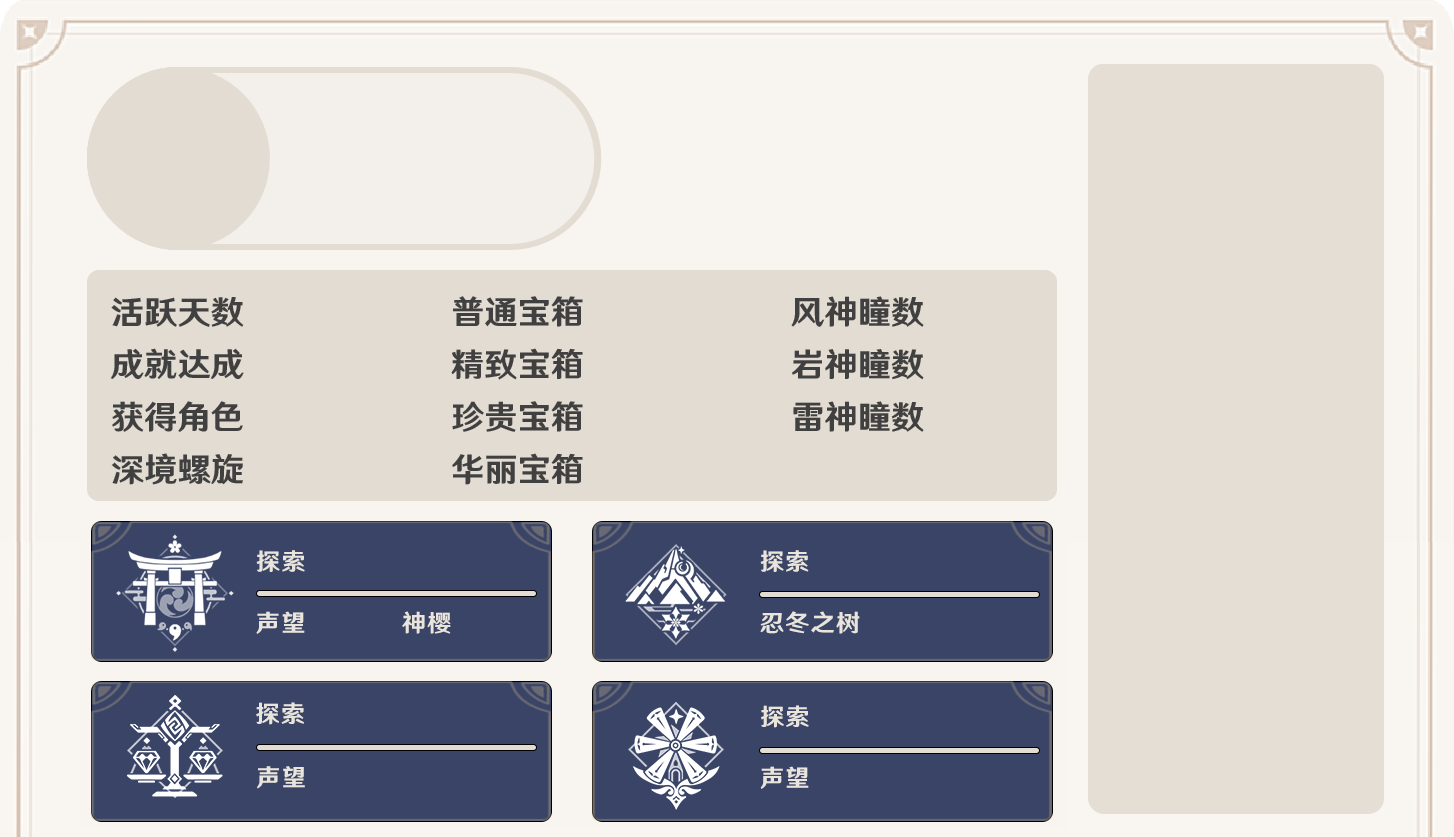 活跃天数 普通宝箱 风神瞳数
成就达成 精致宝箱 岩神瞳数
获得角色 珍贵宝箱 雷神瞳数
深境螺旋 华丽宝箱
探索
声望 神樱
探索
忍冬之树
探索
声望
探索
声望